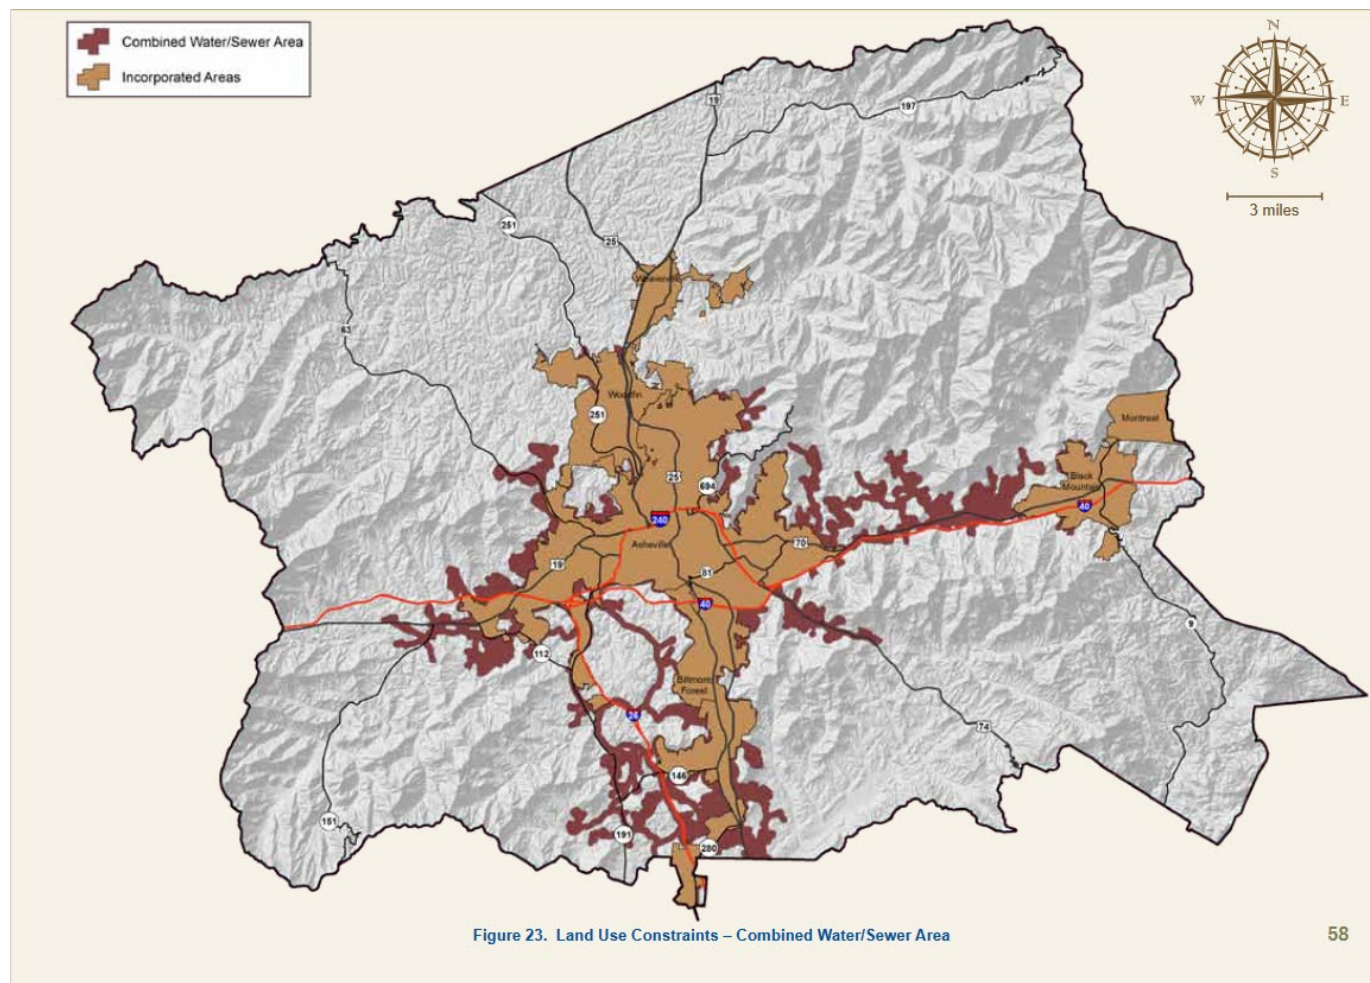 Combined Water/Sewer Area
Incorporated Areas
N
W
E
S
3 miles
19
197
251
25
63
Woodfin
251
Montreat
25
694
Black
Mountain
40
240
Asheville
70
19
81
40
9
112
Biltmore
Forest
26
74
146
151
191
280
Figure 23. Land Use Constraints – Combined Water/Sewer Area
58